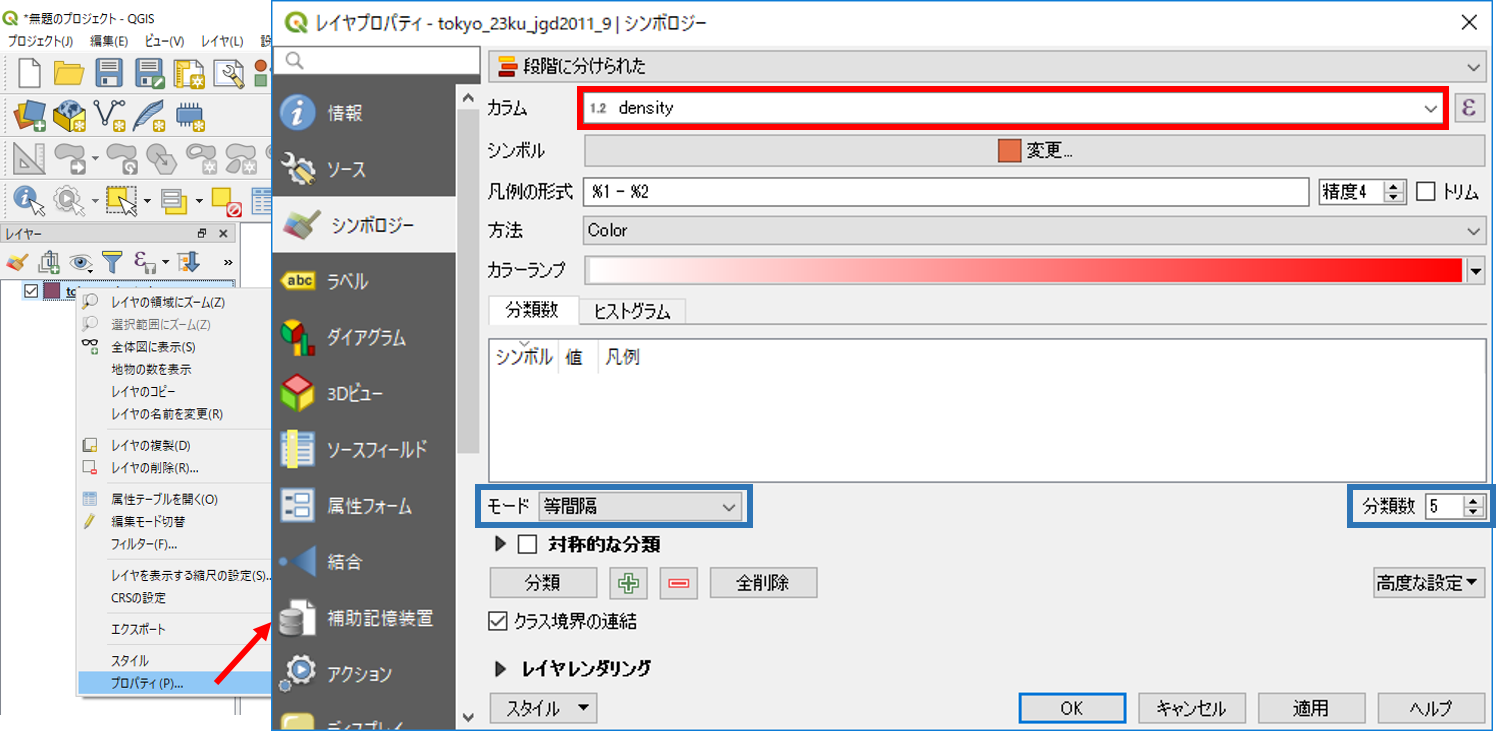 *無題のプロジェクト - QGIS
プロジェクト(J) 編集(E) ビュー(V) レイヤ(L)
レイヤー
レイヤの領域にズーム(Z)
選択範囲にズーム(Z)
全体図に表示(S)
地物の数を表示
レイヤのコピー
レイヤの名前を変更(R)
レイヤの複製(D)
レイヤの削除(R)...
属性テーブルを開く(O)
編集モード切替
フィルター(F)...
レイヤを表示する縮尺の設定(S)...
CRSの設定
エクスポート
スタイル
プロパティ(P)...
レイヤプロパティ - tokyo_23ku_jgd2011_9 | シンボロジー
情報
ソース
シンボロジー
abc ラベル
ダイアグラム
3Dビュー
ソースフィールド
属性フォーム
結合
補助記憶装置
アクション
ディスプレイ
段階に分けられた
カラム 1.2 density ε
シンボル 変更...
凡例の形式 %1 - %2 精度4 トリム
方法 Color
カラーランプ
分類数 ヒストグラム
シンボル 値 凡例
モード 等間隔 分類数 5
対称的な分類
分類 全削除 高度な設定
クラス境界の連結
レイヤレンダリング
スタイル OK キャンセル 適用 ヘルプ